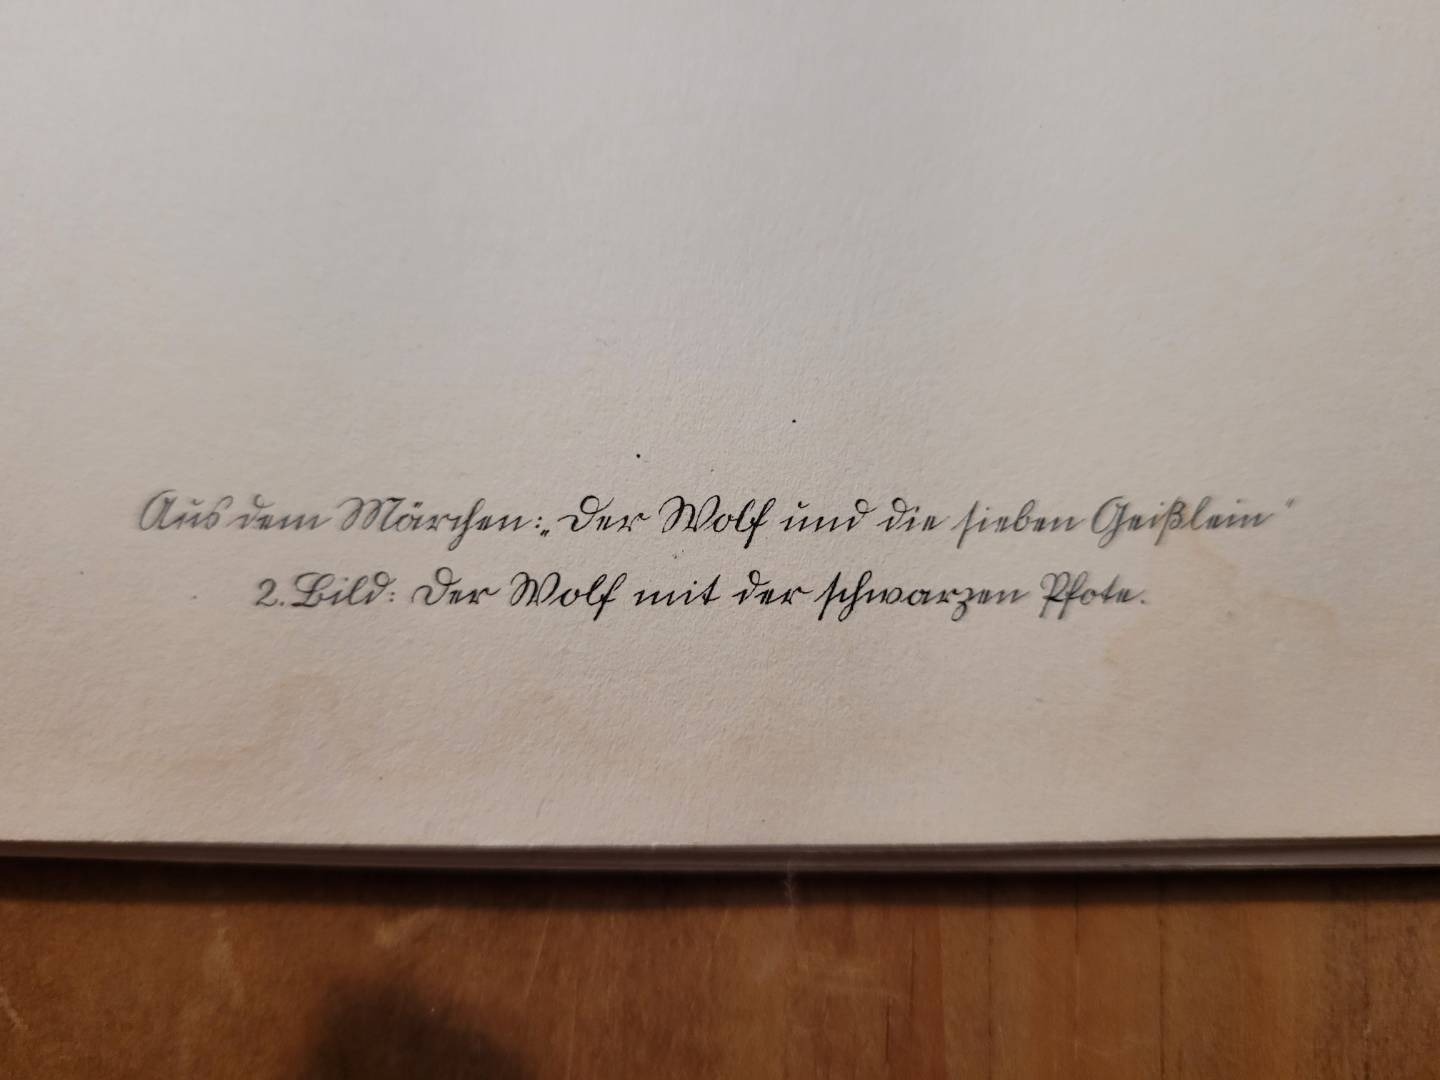 Aus dem Märchen: „Der Wolf und die sieben Geißlein"
2. Bild: Der Wolf mit der schwarzen Pfote.